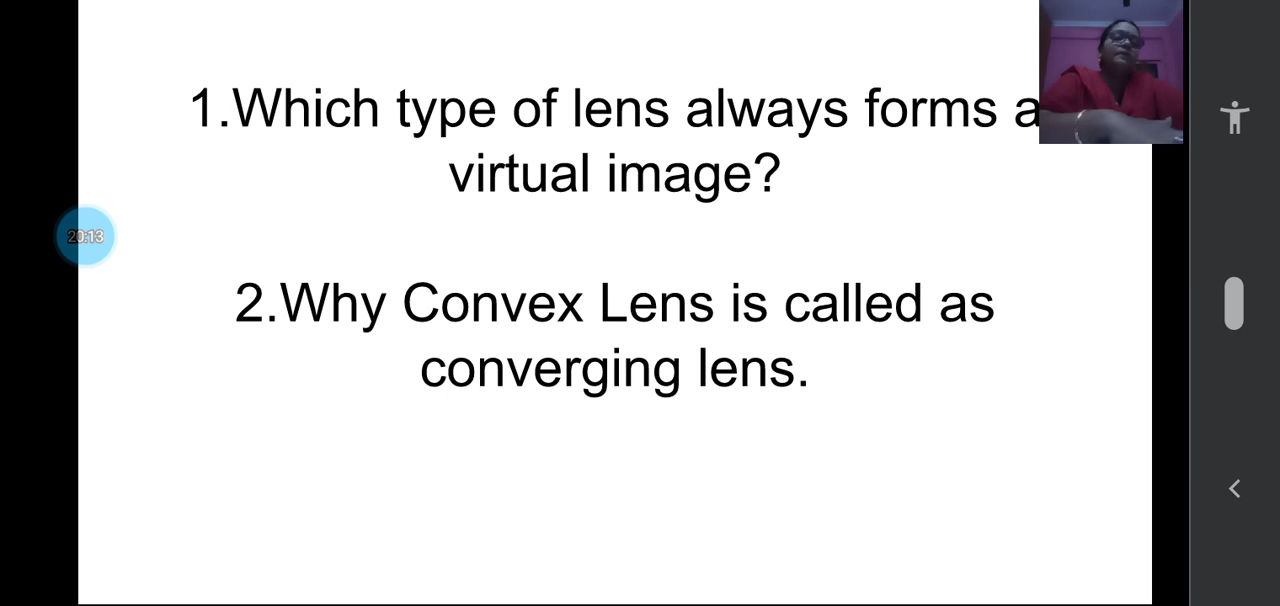 1.Which type of lens always forms a
virtual image?
20:13
2.Why Convex Lens is called as
converging lens.